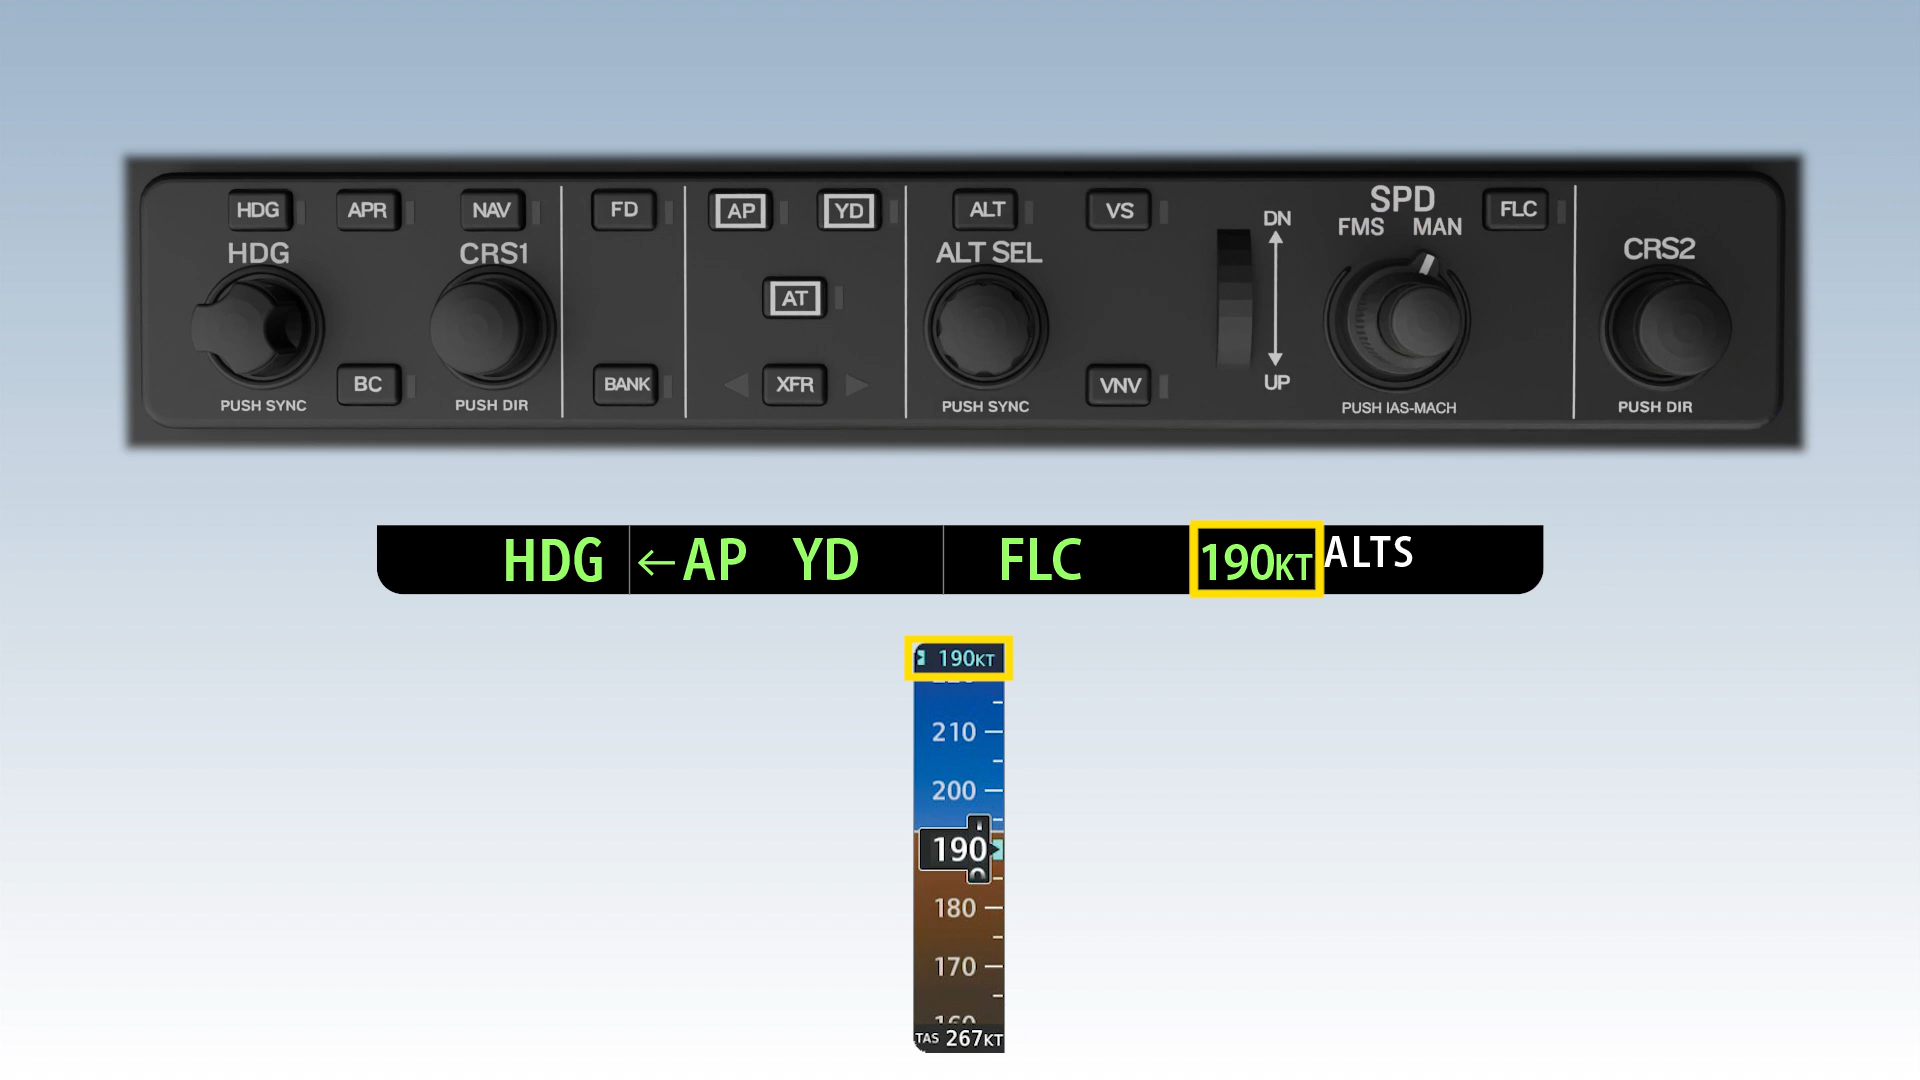 HDG APR NAV FD AP YD ALT VS SPD FLC
FMS MAN
DN
HDG CRS1 ALT SEL CRS2
AT
BC BANK XFR VNV UP
PUSH SYNC PUSH DIR PUSH SYNC PUSH IAS-MACH PUSH DIR
HDG ←AP YD FLC 190KT ALTS
190KT
210
200
190
180
170
160
TAS 267KT